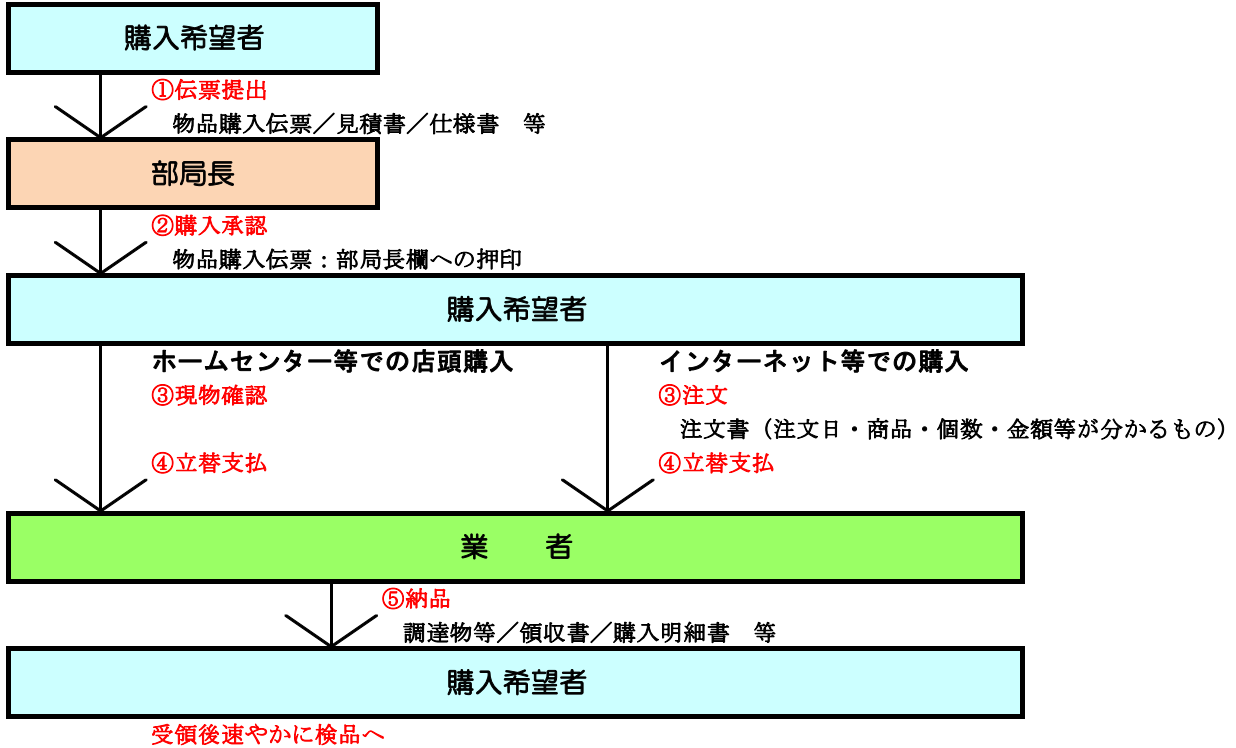 購入希望者
①伝票提出
物品購入伝票／見積書／仕様書　等
部局長
②購入承認
物品購入伝票：部局長欄への押印
購入希望者
ホームセンター等での店頭購入
③現物確認
④立替支払
インターネット等での購入
③注文
注文書（注文日・商品・個数・金額等が分かるもの）
④立替支払
業　　者
⑤納品
調達物等／領収書／購入明細書　等
購入希望者
受領後速やかに検品へ